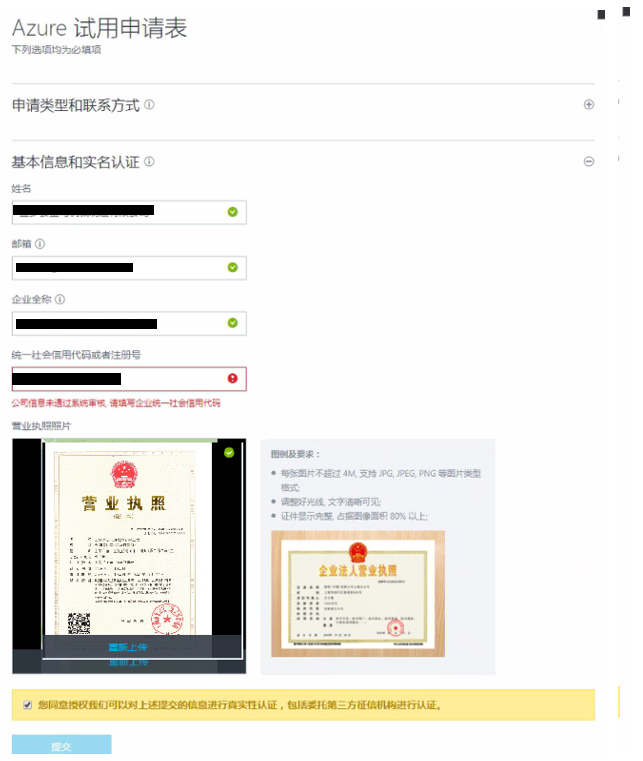 Azure 试用申请表
下列选项均为必填项
申请类型和联系方式
基本信息和实名认证
姓名
邮箱
企业全称
统一社会信用代码或者注册号
公司信息未通过系统审核, 请填写企业统一社会信用代码
营业执照照片
营业执照
重新上传
重新上传
图例及要求：
每张图片不超过 4M, 支持 JPG, JPEG, PNG 等图片类型
格式;
调整好光线, 文字清晰可见;
证件显示完整, 占据图像面积 80% 以上;
企业法人营业执照
您同意授权我们可以对上述提交的信息进行真实性认证，包括委托第三方征信机构进行认证。
提交